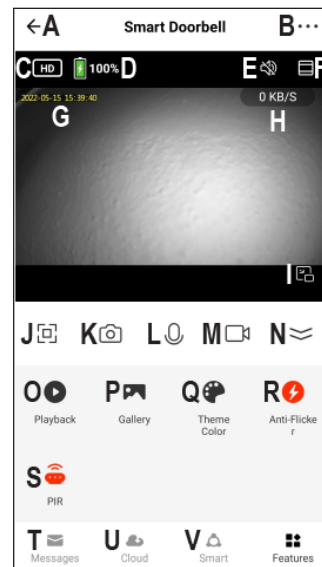 A Smart Doorbell B
C HD 100% D E F
2022-05-15 15:39:40 0 KB/S
G H
I
J K L M N
O P Q R
Playback Gallery Theme Anti-Flicke
Color r
S
PIR
T U V
Messages Cloud Smart Features